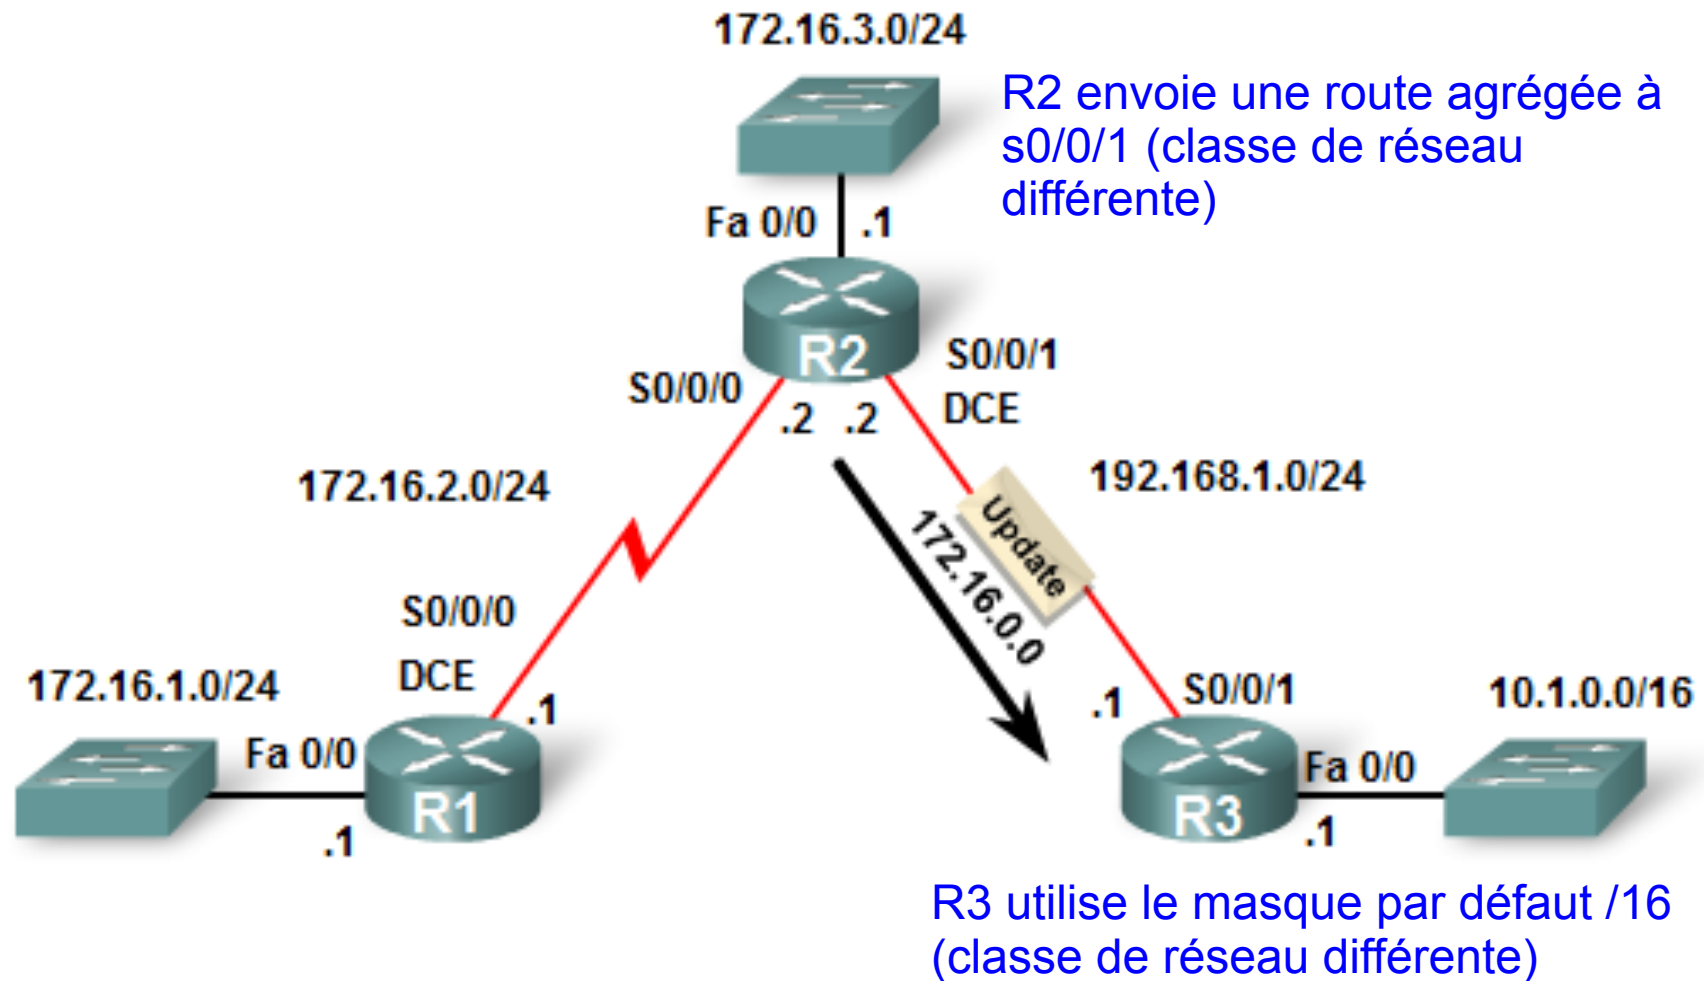 172.16.3.0/24
R2 envoie une route agrégée à
s0/0/1 (classe de réseau
différente)
Fa 0/0
.1
R2
S0/0/0
S0/0/1
DCE
.2
.2
172.16.2.0/24
192.168.1.0/24
Update
172.16.0.0
S0/0/0
DCE
.1
172.16.1.0/24
Fa 0/0
.1
R1
.1
S0/0/1
10.1.0.0/16
Fa 0/0
R3
.1
R3 utilise le masque par défaut /16
(classe de réseau différente)